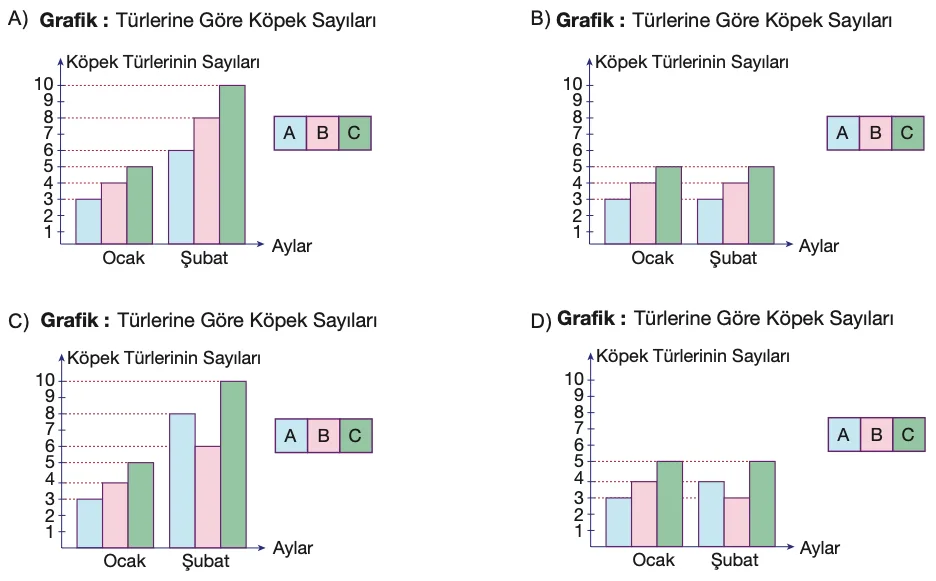 A) Grafik : Türlerine Göre Köpek Sayıları
Köpek Türlerinin Sayıları
10
9
8
7
6
5
4
3
2
1
A B C
Ocak Şubat
Aylar
B) Grafik : Türlerine Göre Köpek Sayıları
Köpek Türlerinin Sayıları
10
9
8
7
6
5
4
3
2
1
A B C
Ocak Şubat
Aylar
C) Grafik : Türlerine Göre Köpek Sayıları
Köpek Türlerinin Sayıları
10
9
8
7
6
5
4
3
2
1
A B C
Ocak Şubat
Aylar
D) Grafik : Türlerine Göre Köpek Sayıları
Köpek Türlerinin Sayıları
10
9
8
7
6
5
4
3
2
1
A B C
Ocak Şubat
Aylar